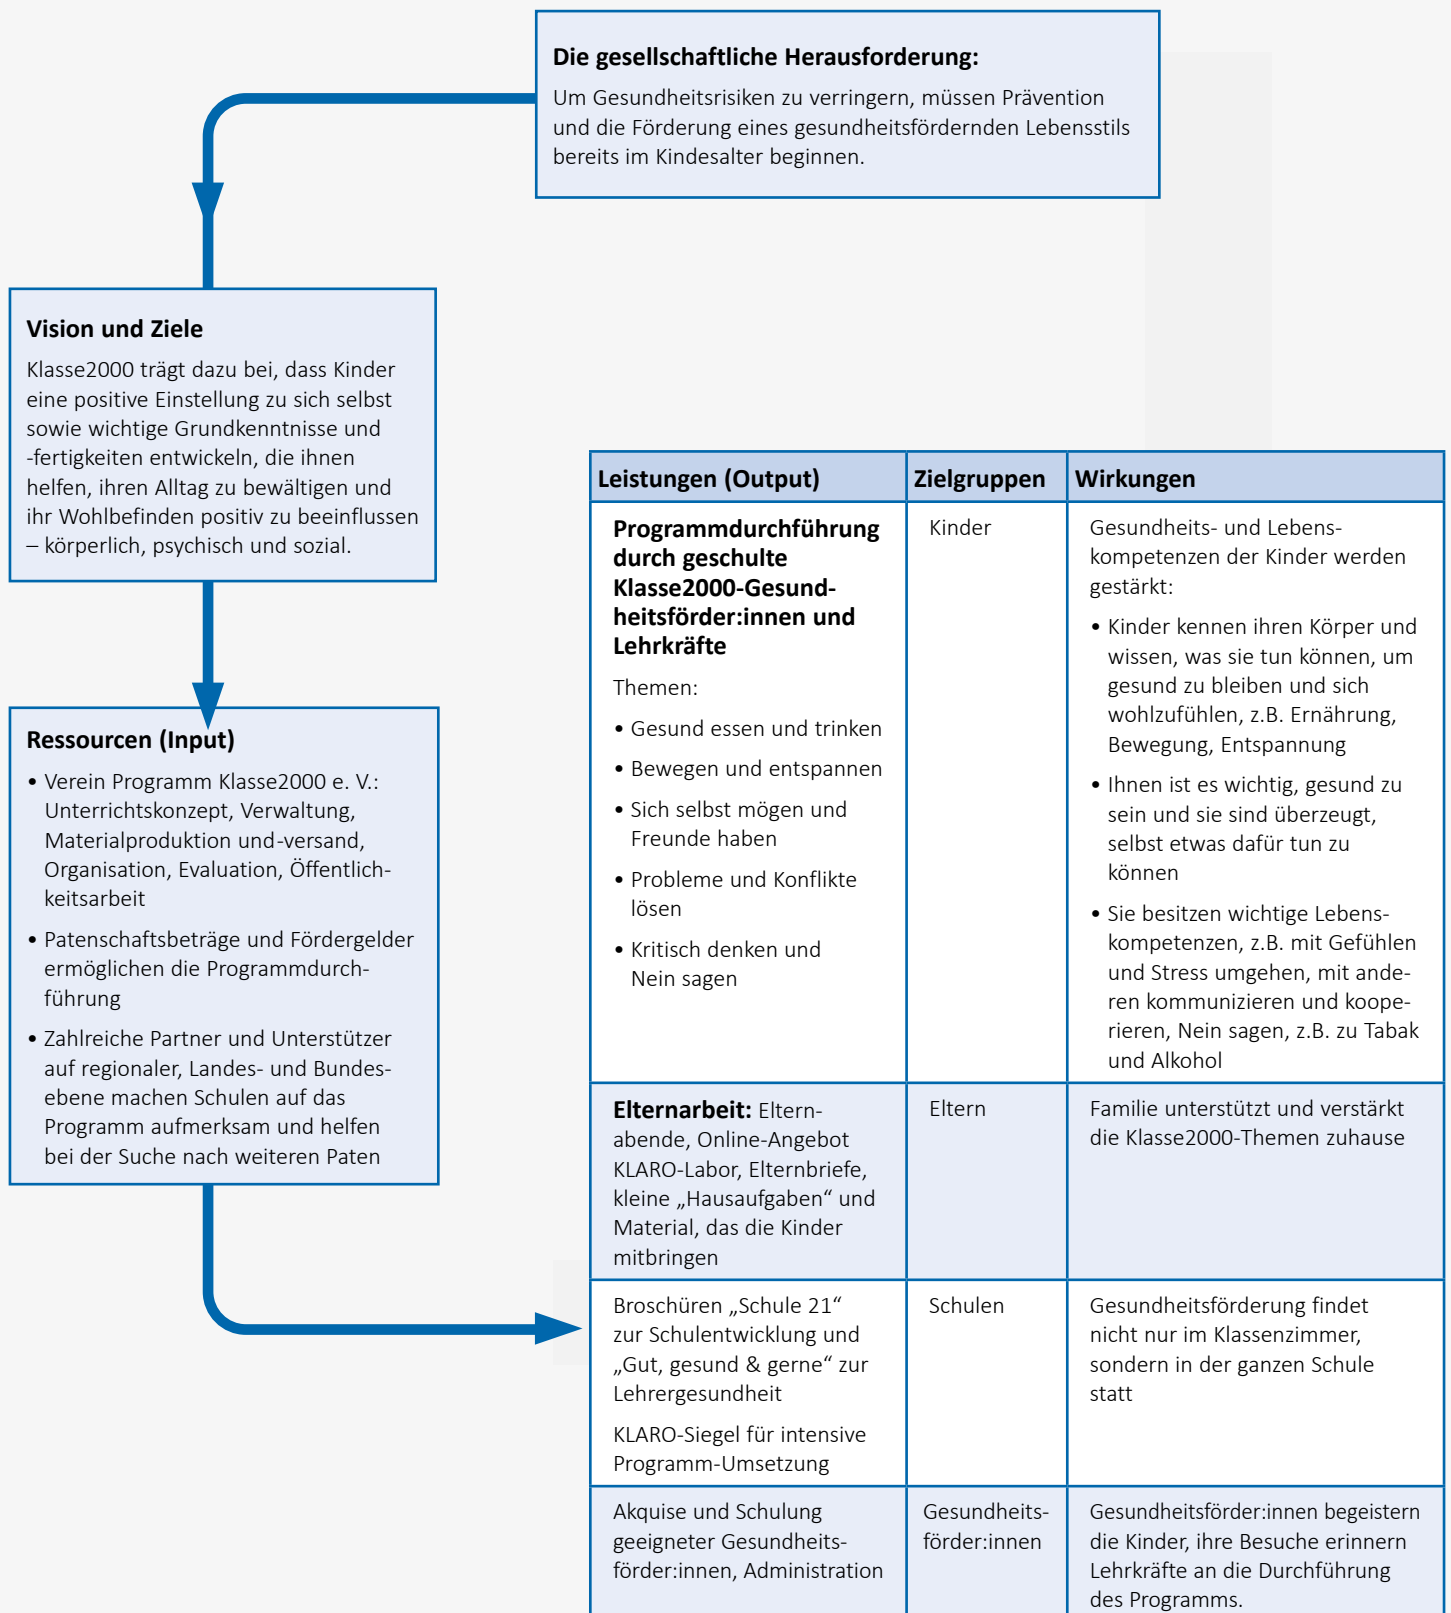 Die gesellschaftliche Herausforderung:
Um Gesundheitsrisiken zu verringern, müssen Prävention
und die Förderung eines gesundheitsfördernden Lebensstils
bereits im Kindesalter beginnen.
Vision und Ziele
Klasse2000 trägt dazu bei, dass Kinder
eine positive Einstellung zu sich selbst
sowie wichtige Grundkenntnisse und
-fertigkeiten entwickeln, die ihnen
helfen, ihren Alltag zu bewältigen und
ihr Wohlbefinden positiv zu beeinflussen
– körperlich, psychisch und sozial.
Ressourcen (Input)
• Verein Programm Klasse2000 e. V.:
Unterrichtskonzept, Verwaltung,
Materialproduktion und-versand,
Organisation, Evaluation, Öffentlich-
keitsarbeit
• Patenschaftsbeträge und Fördergelder
ermöglichen die Programmdurch-
führung
• Zahlreiche Partner und Unterstützer
auf regionaler, Landes- und Bundes-
ebene machen Schulen auf das
Programm aufmerksam und helfen
bei der Suche nach weiteren Paten
Leistungen (Output)
Zielgruppen
Wirkungen
Programmdurchführung
durch geschulte
Klasse2000-Gesund-
heitsförder:innen und
Lehrkräfte
Themen:
• Gesund essen und trinken
• Bewegen und entspannen
• Sich selbst mögen und
Freunde haben
• Probleme und Konflikte
lösen
• Kritisch denken und
Nein sagen
Kinder
Gesundheits- und Lebens-
kompetenzen der Kinder werden
gestärkt:
• Kinder kennen ihren Körper und
wissen, was sie tun können, um
gesund zu bleiben und sich
wohlzufühlen, z.B. Ernährung,
Bewegung, Entspannung
• Ihnen ist es wichtig, gesund zu
sein und sie sind überzeugt,
selbst etwas dafür tun zu
können
• Sie besitzen wichtige Lebens-
kompetenzen, z.B. mit Gefühlen
und Stress umgehen, mit ande-
ren kommunizieren und koope-
rieren, Nein sagen, z.B. zu Tabak
und Alkohol
Elternarbeit: Eltern-
abende, Online-Angebot
KLARO-Labor, Elternbriefe,
kleine „Hausaufgaben“ und
Material, das die Kinder
mitbringen
Eltern
Familie unterstützt und verstärkt
die Klasse2000-Themen zuhause
Broschüren „Schule 21“
zur Schulentwicklung und
„Gut, gesund & gerne“ zur
Lehrergesundheit
KLARO-Siegel für intensive
Programm-Umsetzung
Schulen
Gesundheitsförderung findet
nicht nur im Klassenzimmer,
sondern in der ganzen Schule
statt
Akquise und Schulung
geeigneter Gesundheits-
förder:innen, Administration
Gesundheits-
förder:innen
Gesundheitsförder:innen begeistern
die Kinder, ihre Besuche erinnern
Lehrkräfte an die Durchführung
des Programms.